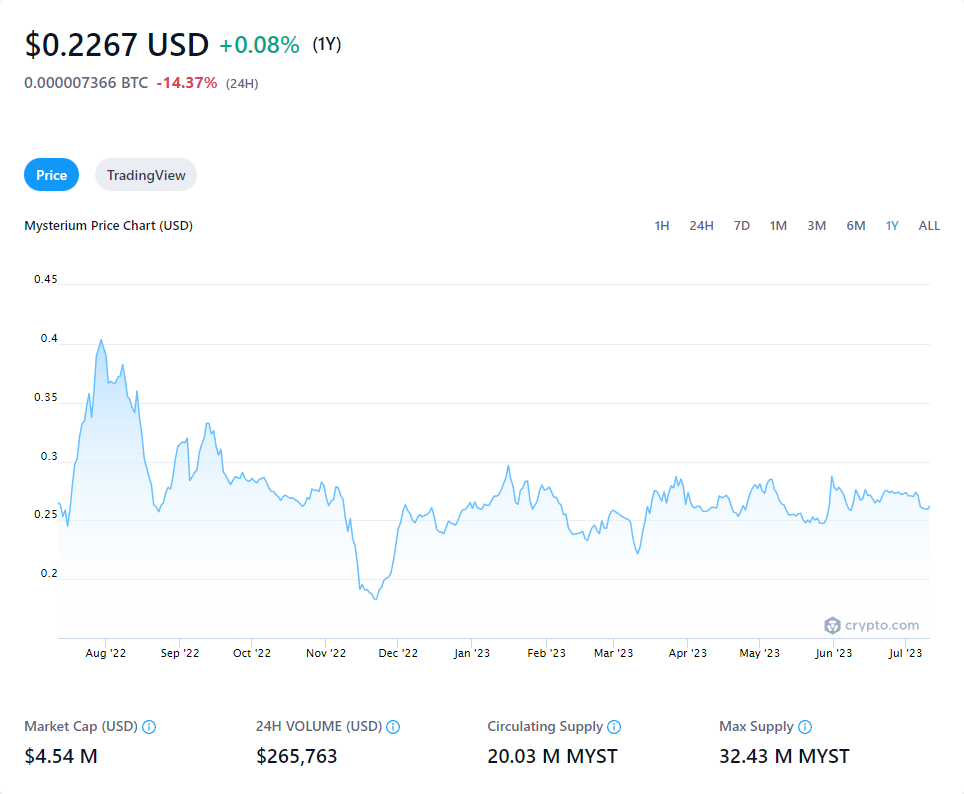 $0.2267 USD +0.08% (1Y)
0.000007366 BTC -14.37% (24H)
Price TradingView
Mysterium Price Chart (USD) 1H 24H 7D 1M 3M 6M 1Y ALL
0.45
0.4
0.35
0.3
0.25
0.2
crypto.com
Aug '22 Sep '22 Oct '22 Nov '22 Dec '22 Jan '23 Feb '23 Mar '23 Apr '23 May '23 Jun '23 Jul '23
Market Cap (USD) 24H VOLUME (USD) Circulating Supply Max Supply
$4.54 M $265,763 20.03 M MYST 32.43 M MYST